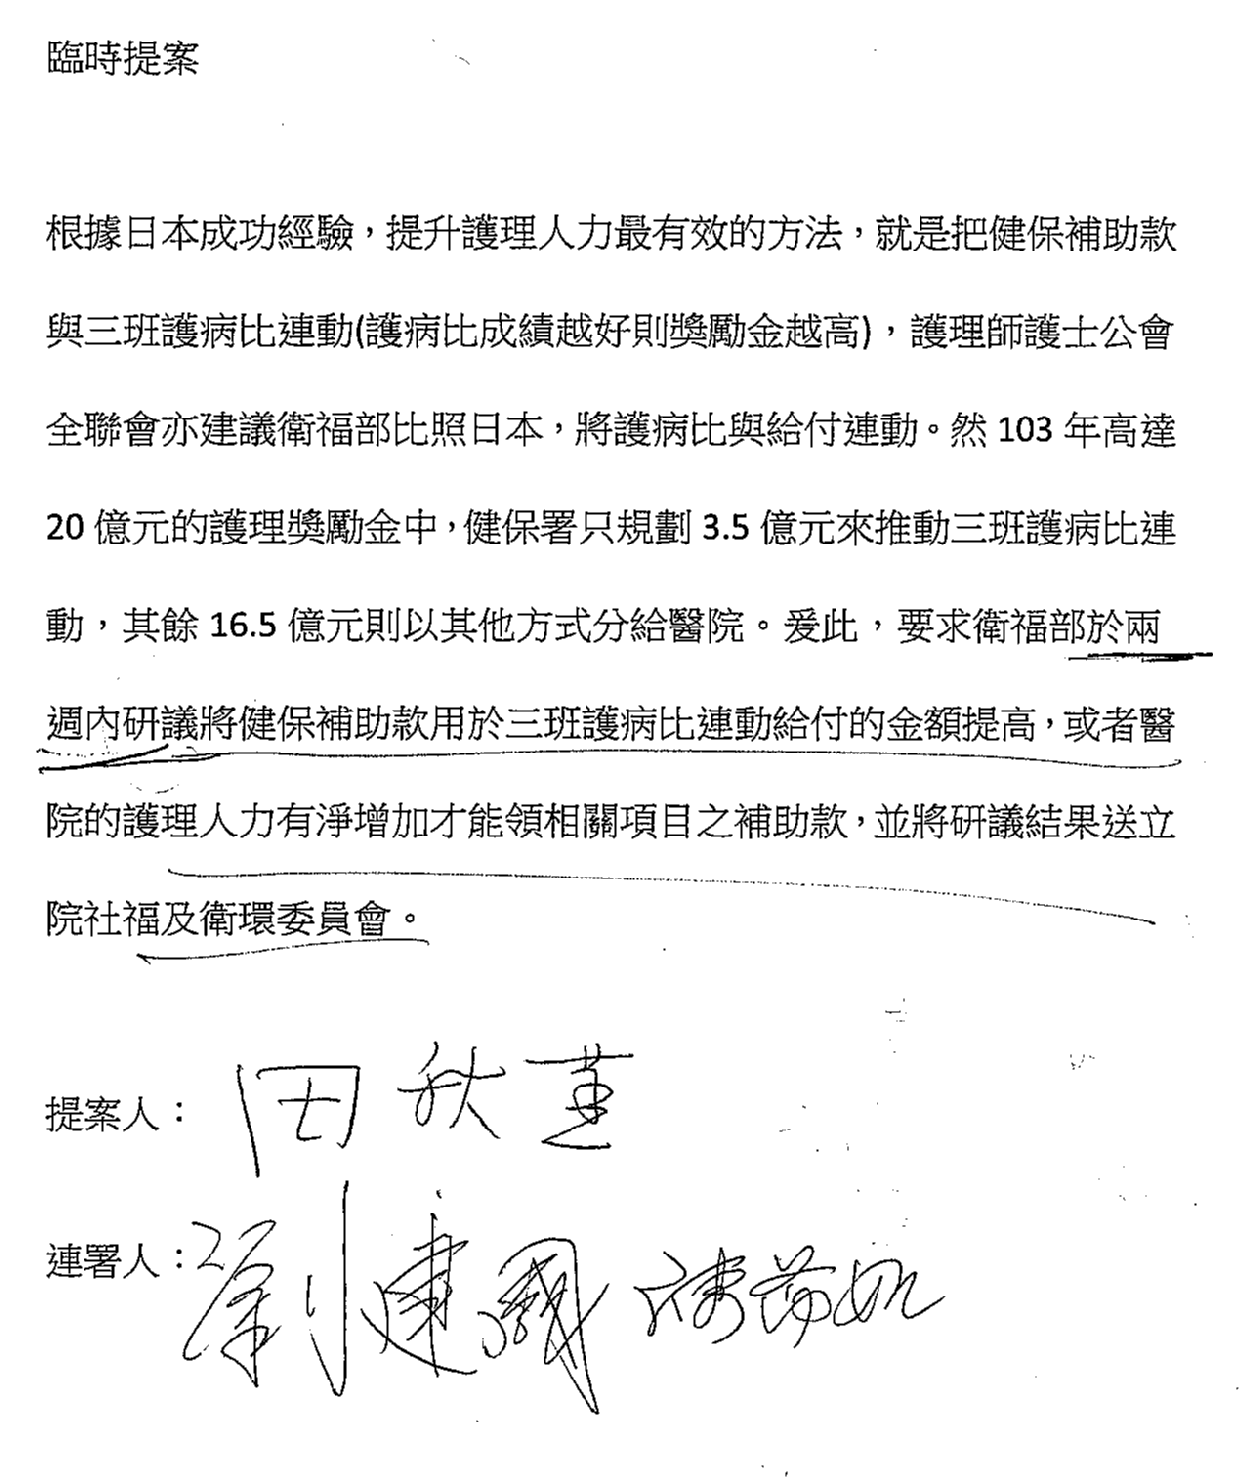 臨時提案
根據日本成功經驗，提升護理人力最有效的方法，就是把健保補助款
與三班護病比連動(護病比成績越好則獎勵金越高)，護理師護士公會
全聯會亦建議衛福部比照日本，將護病比與給付連動。然 103 年高達
20 億元的護理獎勵金中，健保署只規劃 3.5 億元來推動三班護病比連
動，其餘 16.5 億元則以其他方式分給醫院。爰此，要求衛福部於兩
週內研議將健保補助款用於三班護病比連動給付的金額提高，或者醫
院的護理人力有淨增加才能領相關項目之補助款，並將研議結果送立
院社福及衛環委員會。
提案人：田秋堇
連署人：劉建國